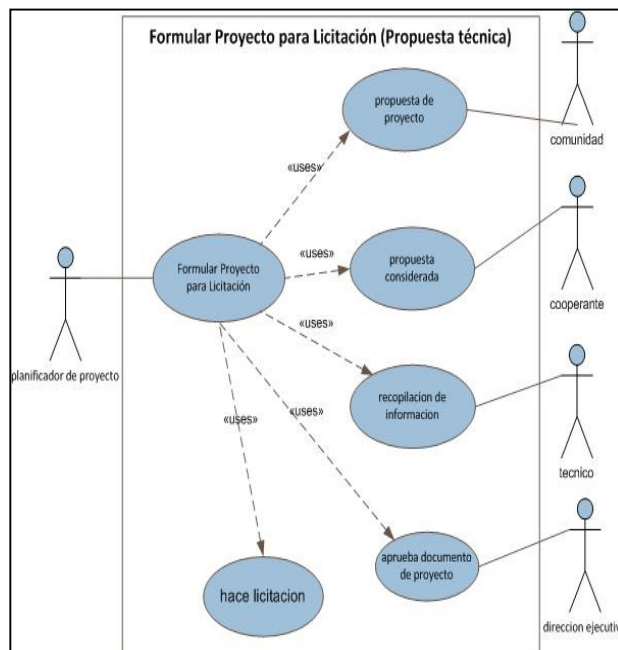 Formular Proyecto para Licitación (Propuesta técnica)
propuesta de
proyecto
comunidad
«uses»
Formular Proyecto
para Licitación
«uses»
propuesta
considerada
cooperante
planificador de proyecto
«uses»
recopilacion de
informacion
tecnico
«uses»
«uses»
aprueba documento
de proyecto
hace licitacion
direccion ejecutiv